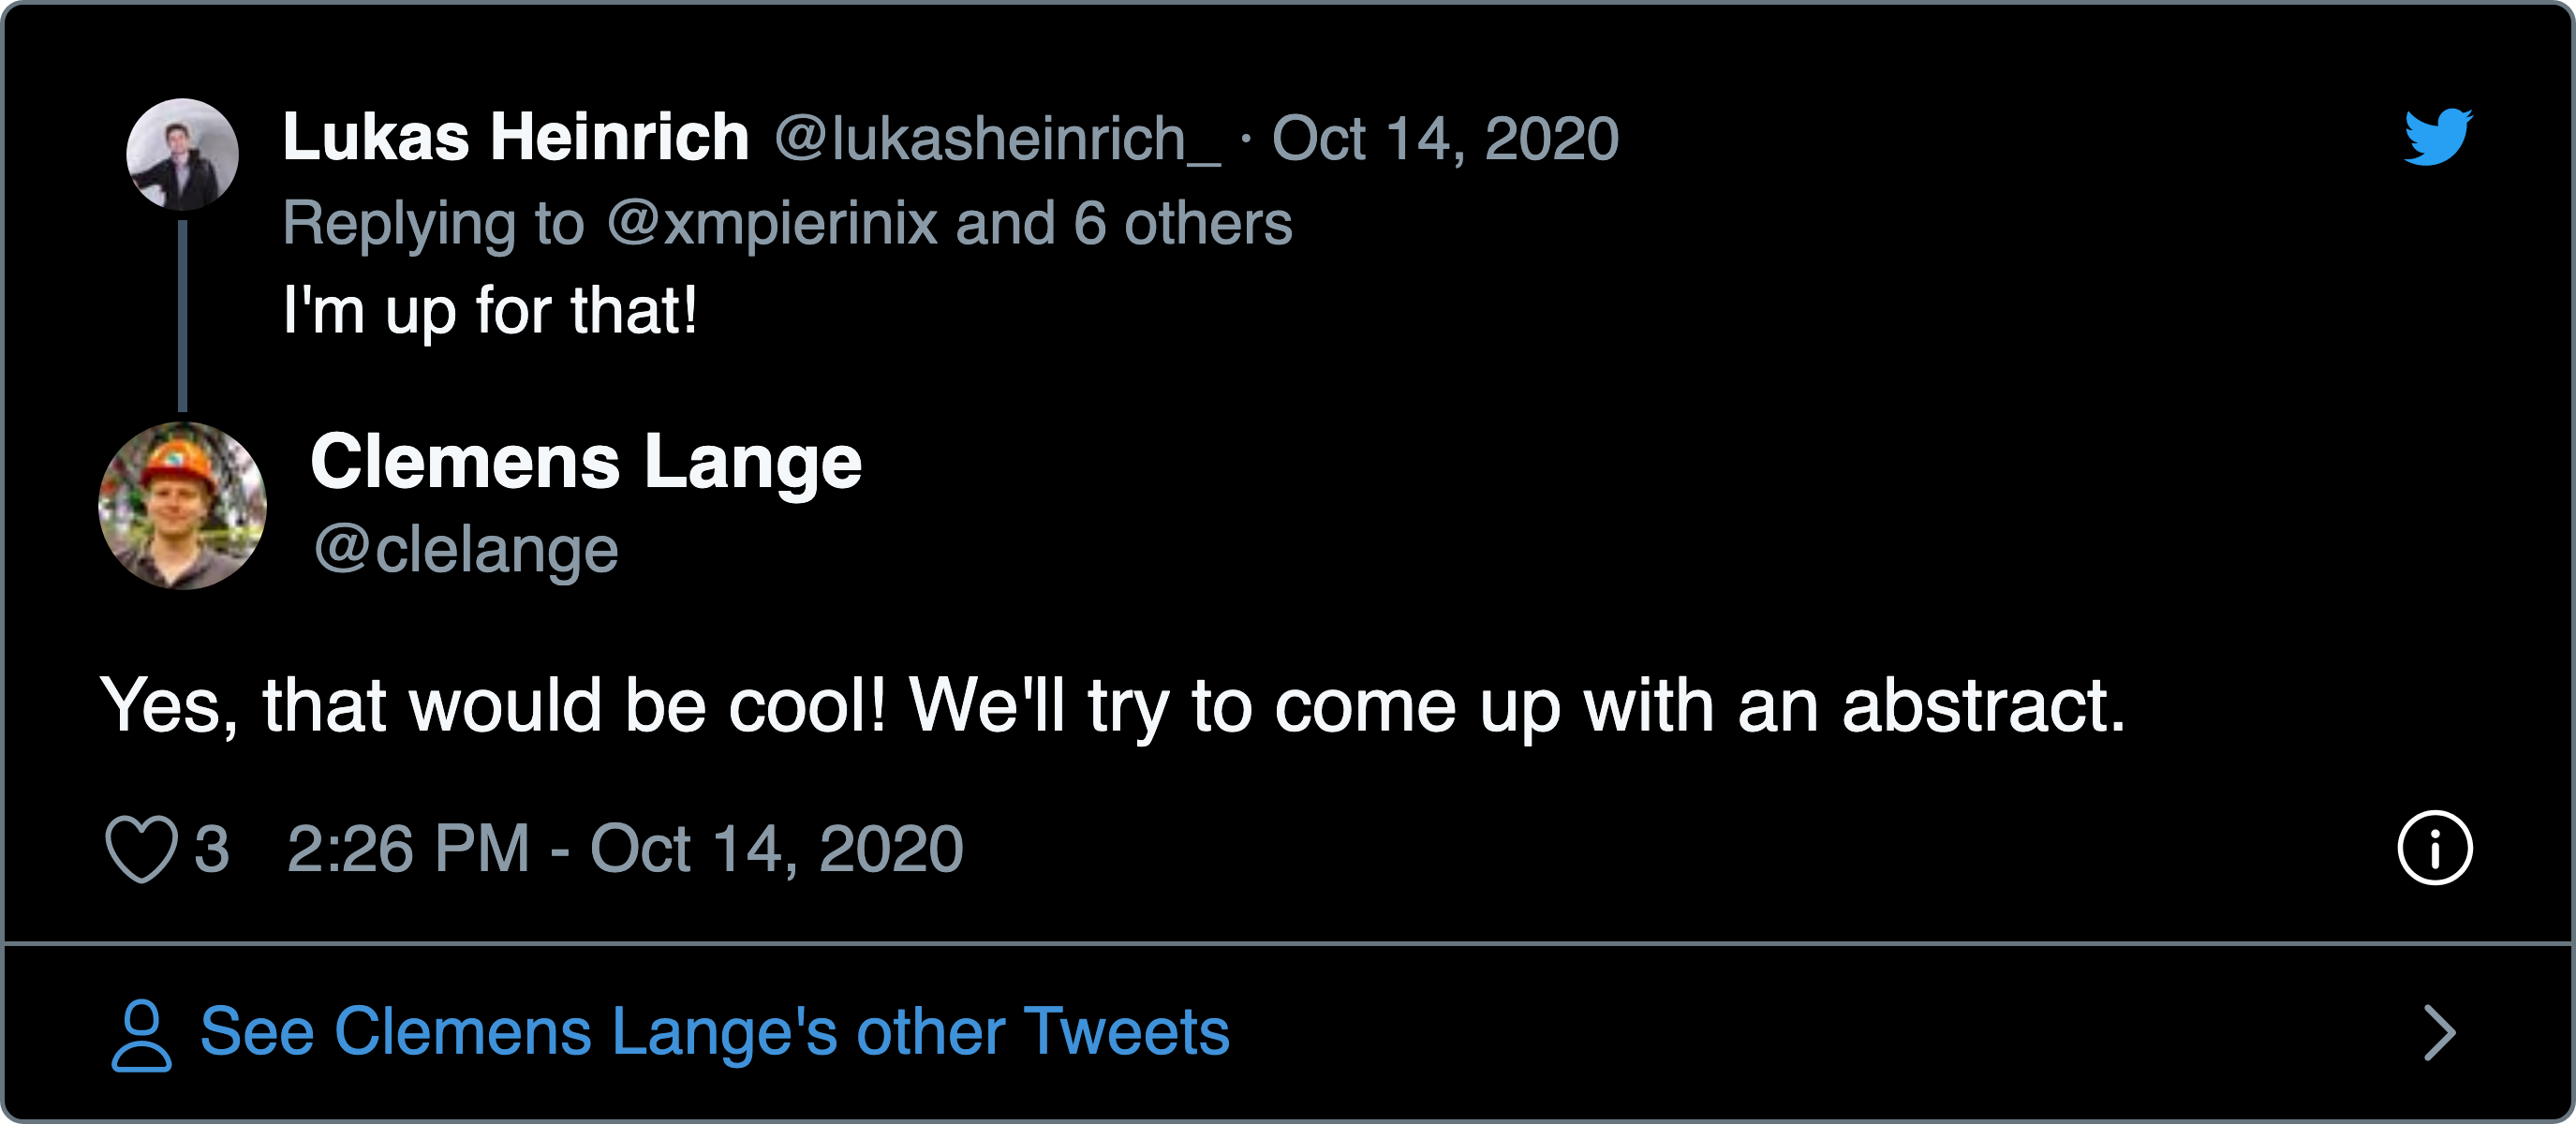 Lukas Heinrich @lukasheinrich_ · Oct 14, 2020
Replying to @xmpierinix and 6 others
I'm up for that!
Clemens Lange
@clelange
Yes, that would be cool! We'll try to come up with an abstract.
3 2:26 PM - Oct 14, 2020
See Clemens Lange's other Tweets